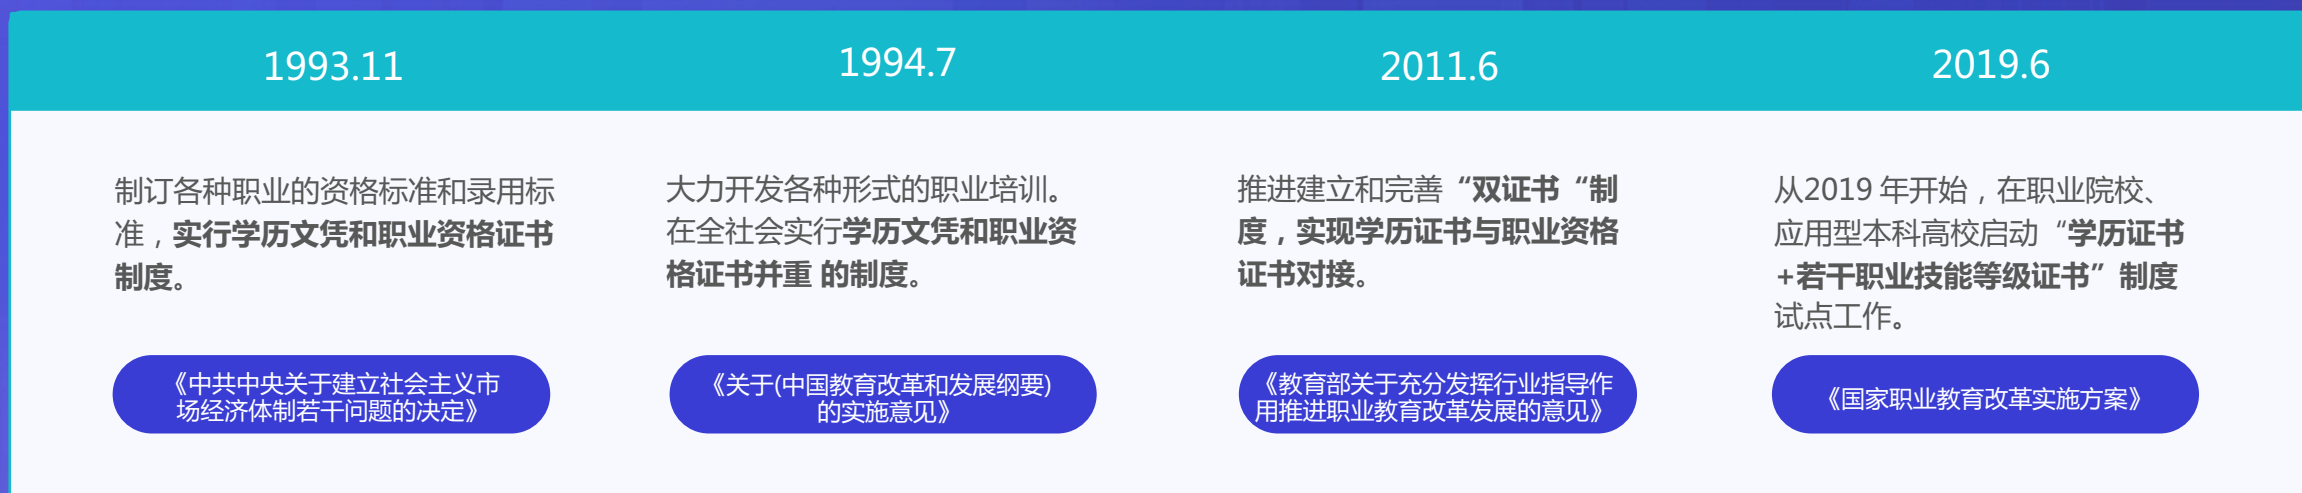 1993.11
制订各种职业的资格标准和录用标
准，实行学历文凭和职业资格证书
制度。
《中共中央关于建立社会主义市
场经济体制若干问题的决定》
1994.7
大力开发各种形式的职业培训。
在全社会实行学历文凭和职业资
格证书并重 的制度。
《关于(中国教育改革和发展纲要)
的实施意见》
2011.6
推进建立和完善“双证书“制
度，实现学历证书与职业资格
证书对接。
《教育部关于充分发挥行业指导作
用推进职业教育改革发展的意见》
2019.6
从2019 年开始，在职业院校、
应用型本科高校启动“学历证书
+若干职业技能等级证书”制度
试点工作。
《国家职业教育改革实施方案》